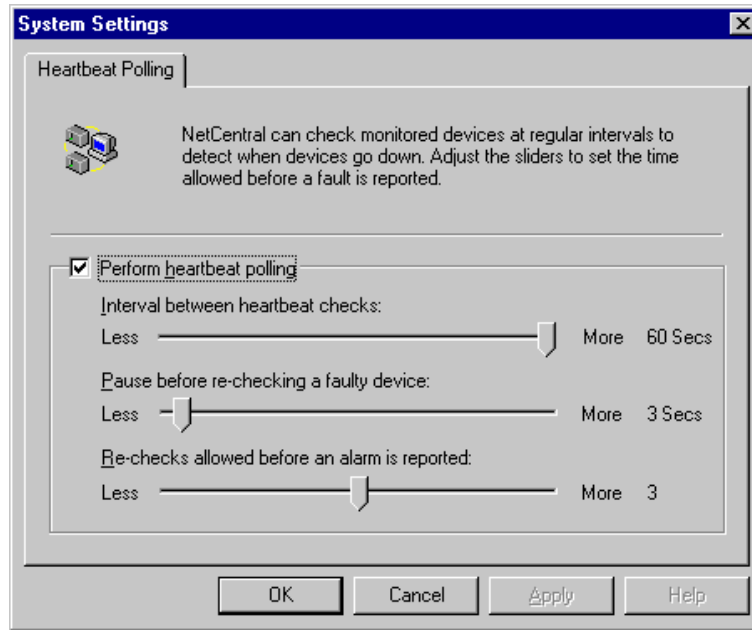 System Settings
Heartbeat Polling
NetCentral can check monitored devices at regular intervals to
detect when devices go down. Adjust the sliders to set the time
allowed before a fault is reported.
Perform heartbeat polling
Interval between heartbeat checks:
Less More 60 Secs
Pause before re-checking a faulty device:
Less More 3 Secs
Re-checks allowed before an alarm is reported:
Less More 3
OK Cancel Apply Help